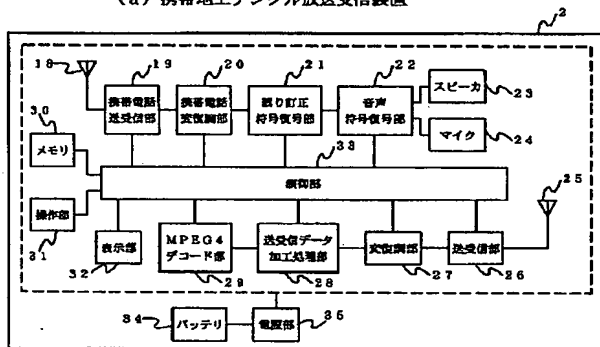 (a) 携帯地上デジタル放送受信装置
2
18
19
20
21
22
携帯電話
送受信部
携帯電話
変復調部
誤り訂正
符号復号部
音声
符号復号部
スピーカ
23
マイク
24
30
メモリ
33
制御部
25
操作部
31
表示部
32
MPEG4
デコード部
29
送受信データ
加工処理部
28
変復調部
27
送受信部
26
34
バッテリ
電源部
35